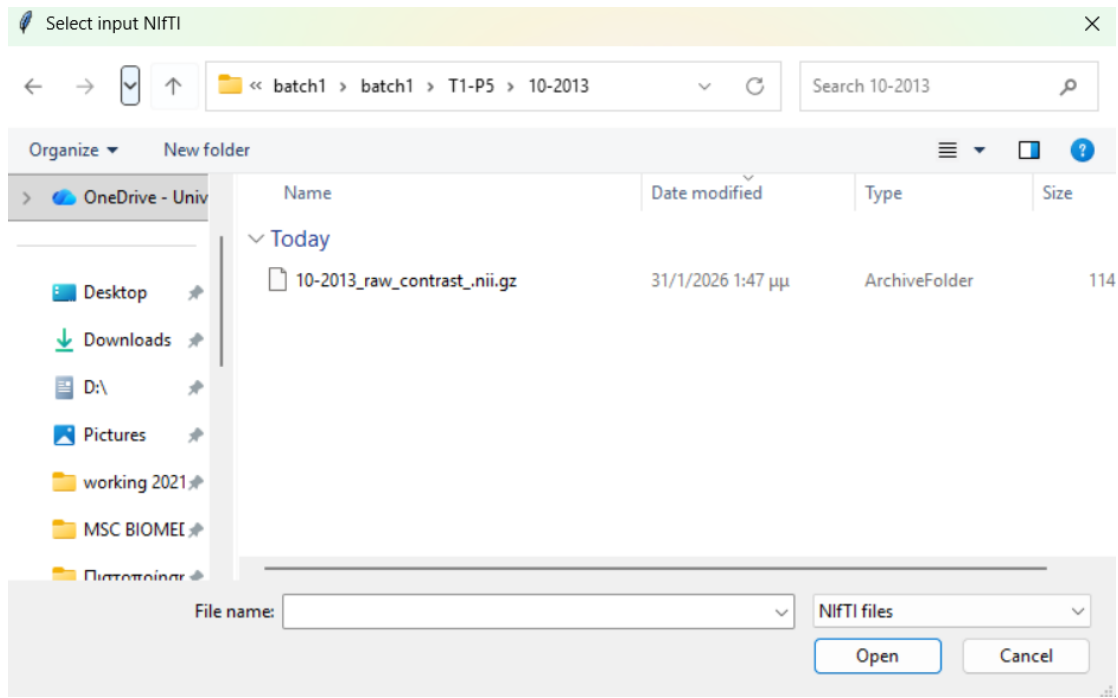 Select input NIfTI
« batch1 > batch1 > T1-P5 > 10-2013
Search 10-2013
Organize
New folder
OneDrive - Univ
Name
Date modified
Type
Size
Today
10-2013_raw_contrast_.nii.gz
31/1/2026 1:47 μμ
ArchiveFolder
114
Desktop
Downloads
D:\
Pictures
working 2021
MSC BIOMED
File name:
NIfTI files
Open
Cancel